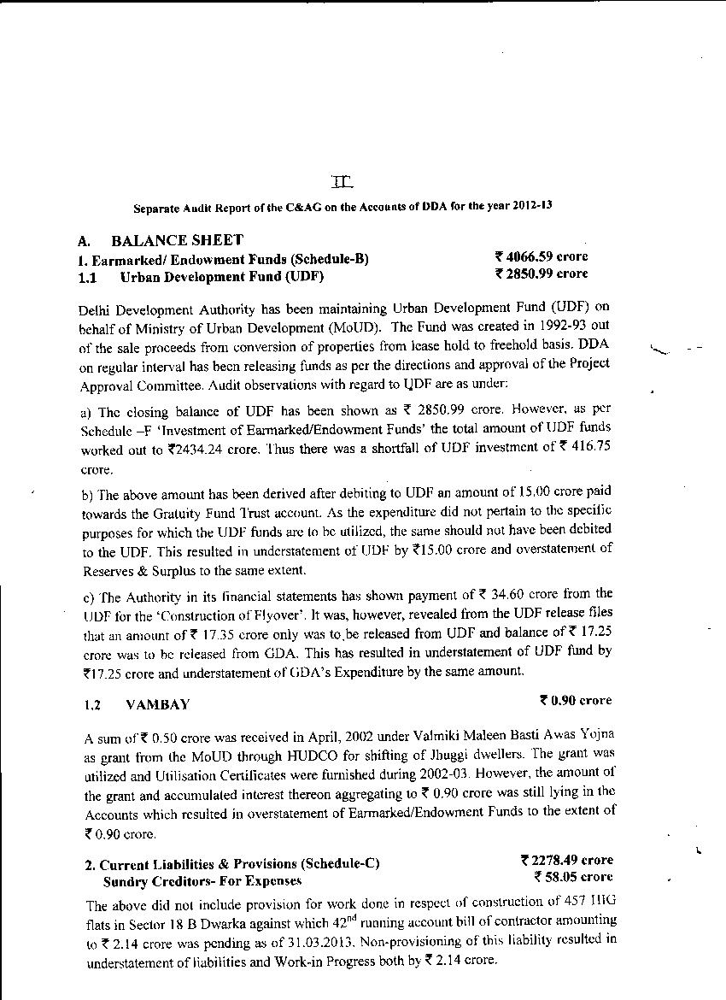 II
Separate Audit Report of the C&AG on the Accounts of DDA for the year 2012-13
A. BALANCE SHEET
1. Earmarked/ Endowment Funds (Schedule-B) ₹ 4066.59 crore
1.1 Urban Development Fund (UDF) ₹ 2850.99 crore
Delhi Development Authority has been maintaining Urban Development Fund (UDF) on
behalf of Ministry of Urban Development (MoUD). The Fund was created in 1992-93 out
of the sale proceeds from conversion of properties from lease hold to freehold basis. DDA
on regular interval has been releasing funds as per the directions and approval of the Project
Approval Committee. Audit observations with regard to UDF are as under:
a) The closing balance of UDF has been shown as ₹ 2850.99 crore. However, as per
Schedule –F ‘Investment of Earmarked/Endowment Funds’ the total amount of UDF funds
worked out to ₹2434.24 crore. Thus there was a shortfall of UDF investment of ₹ 416.75
crore.
b) The above amount has been derived after debiting to UDF an amount of 15.00 crore paid
towards the Gratuity Fund Trust account. As the expenditure did not pertain to the specific
purposes for which the UDF funds are to be utilized, the same should not have been debited
to the UDF. This resulted in understatement of UDF by ₹15.00 crore and overstatement of
Reserves & Surplus to the same extent.
c) The Authority in its financial statements has shown payment of ₹ 34.60 crore from the
UDF for the ‘Construction of Flyover’. It was, however, revealed from the UDF release files
that an amount of ₹ 17.35 crore only was to be released from UDF and balance of ₹ 17.25
crore was to be released from GDA. This has resulted in understatement of UDF fund by
₹17.25 crore and understatement of GDA’s Expenditure by the same amount.
1.2 VAMBAY ₹ 0.90 crore
A sum of ₹ 0.50 crore was received in April, 2002 under Valmiki Maleen Basti Awas Yojna
as grant from the MoUD through HUDCO for shifting of Jhuggi dwellers. The grant was
utilized and Utilisation Certificates were furnished during 2002-03. However, the amount of
the grant and accumulated interest thereon aggregating to ₹ 0.90 crore was still lying in the
Accounts which resulted in overstatement of Earmarked/Endowment Funds to the extent of
₹ 0.90 crore.
2. Current Liabilities & Provisions (Schedule-C) ₹ 2278.49 crore
Sundry Creditors- For Expenses ₹ 58.05 crore
The above did not include provision for work done in respect of construction of 457 HIG
flats in Sector 18 B Dwarka against which 42nd running account bill of contractor amounting
to ₹ 2.14 crore was pending as of 31.03.2013. Non-provisioning of this liability resulted in
understatement of liabilities and Work-in Progress both by ₹ 2.14 crore.